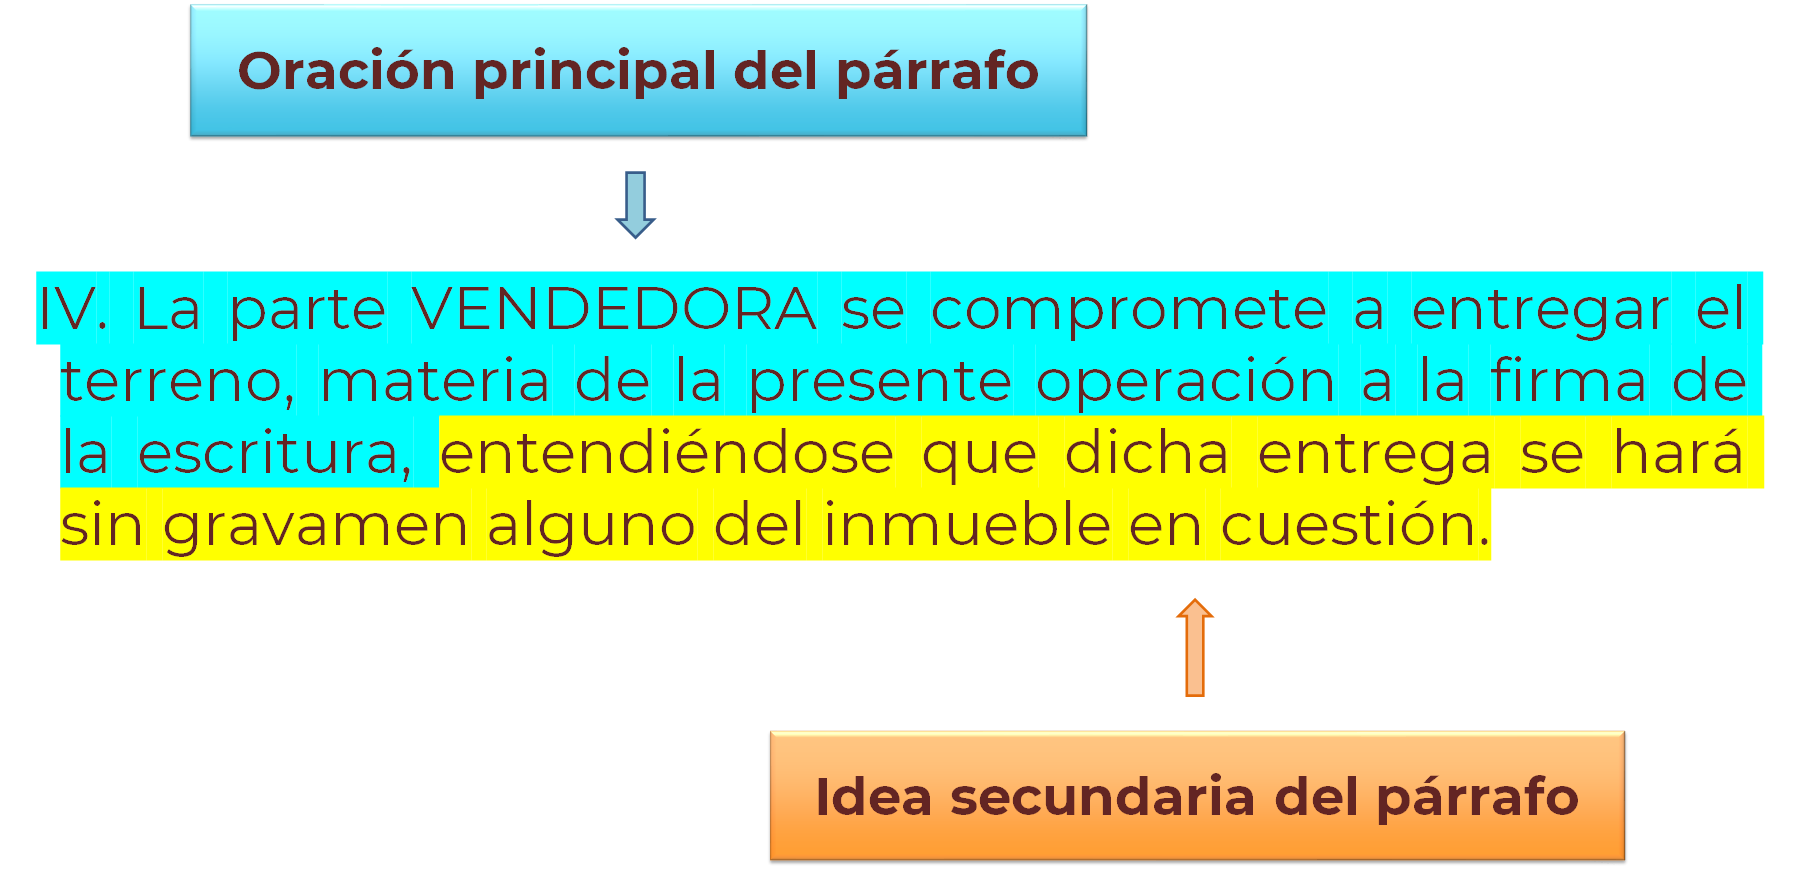 Oración principal del párrafo
IV. La parte VENDEDORA se compromete a entregar el
terreno, materia de la presente operación a la firma de
la escritura, entendiéndose que dicha entrega se hará
sin gravamen alguno del inmueble en cuestión.
Idea secundaria del párrafo